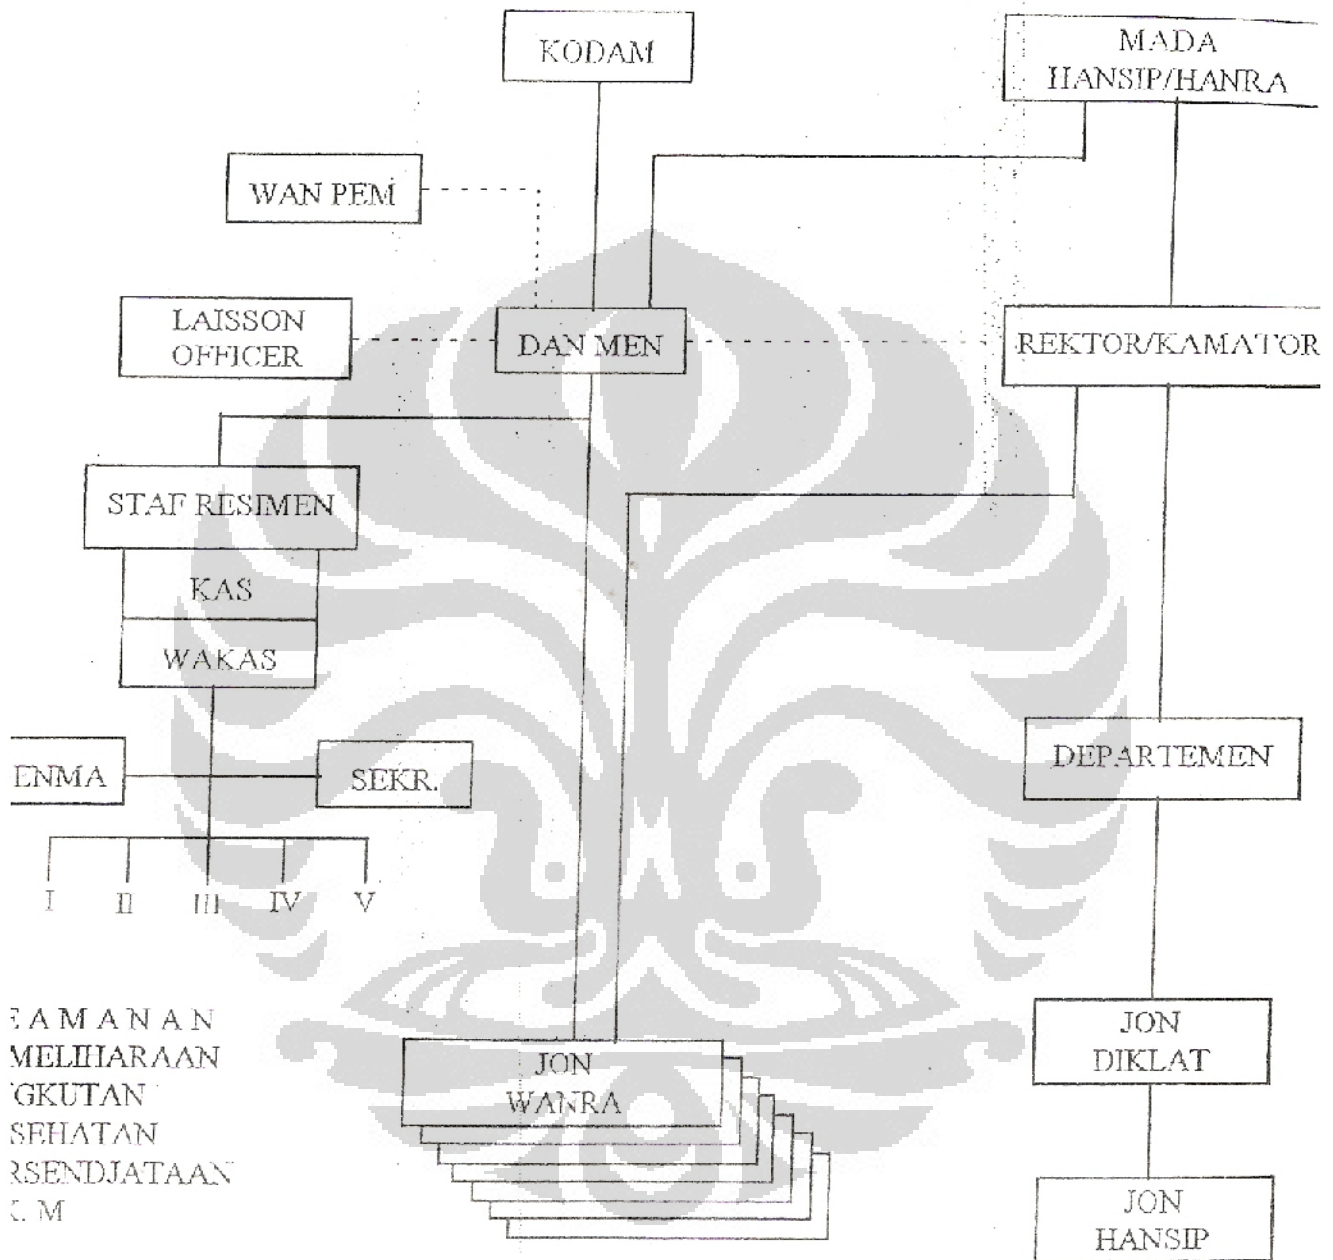 KODAM
MADA
HANSIP/HANRA
WAN PEM
LAISSON
OFFICER
DAN MEN
REKTOR/KAMATOR
STAF RESIMEN
KAS
WAKAS
ENMA
SEKR.
DEPARTEMEN
I II III IV V
EAMANAN
MELIHARAAN
GKUTAN
SEHATAN
RSENDJATAAN
K. M
JON
WANRA
JON
DIKLAT
JON
HANSIP